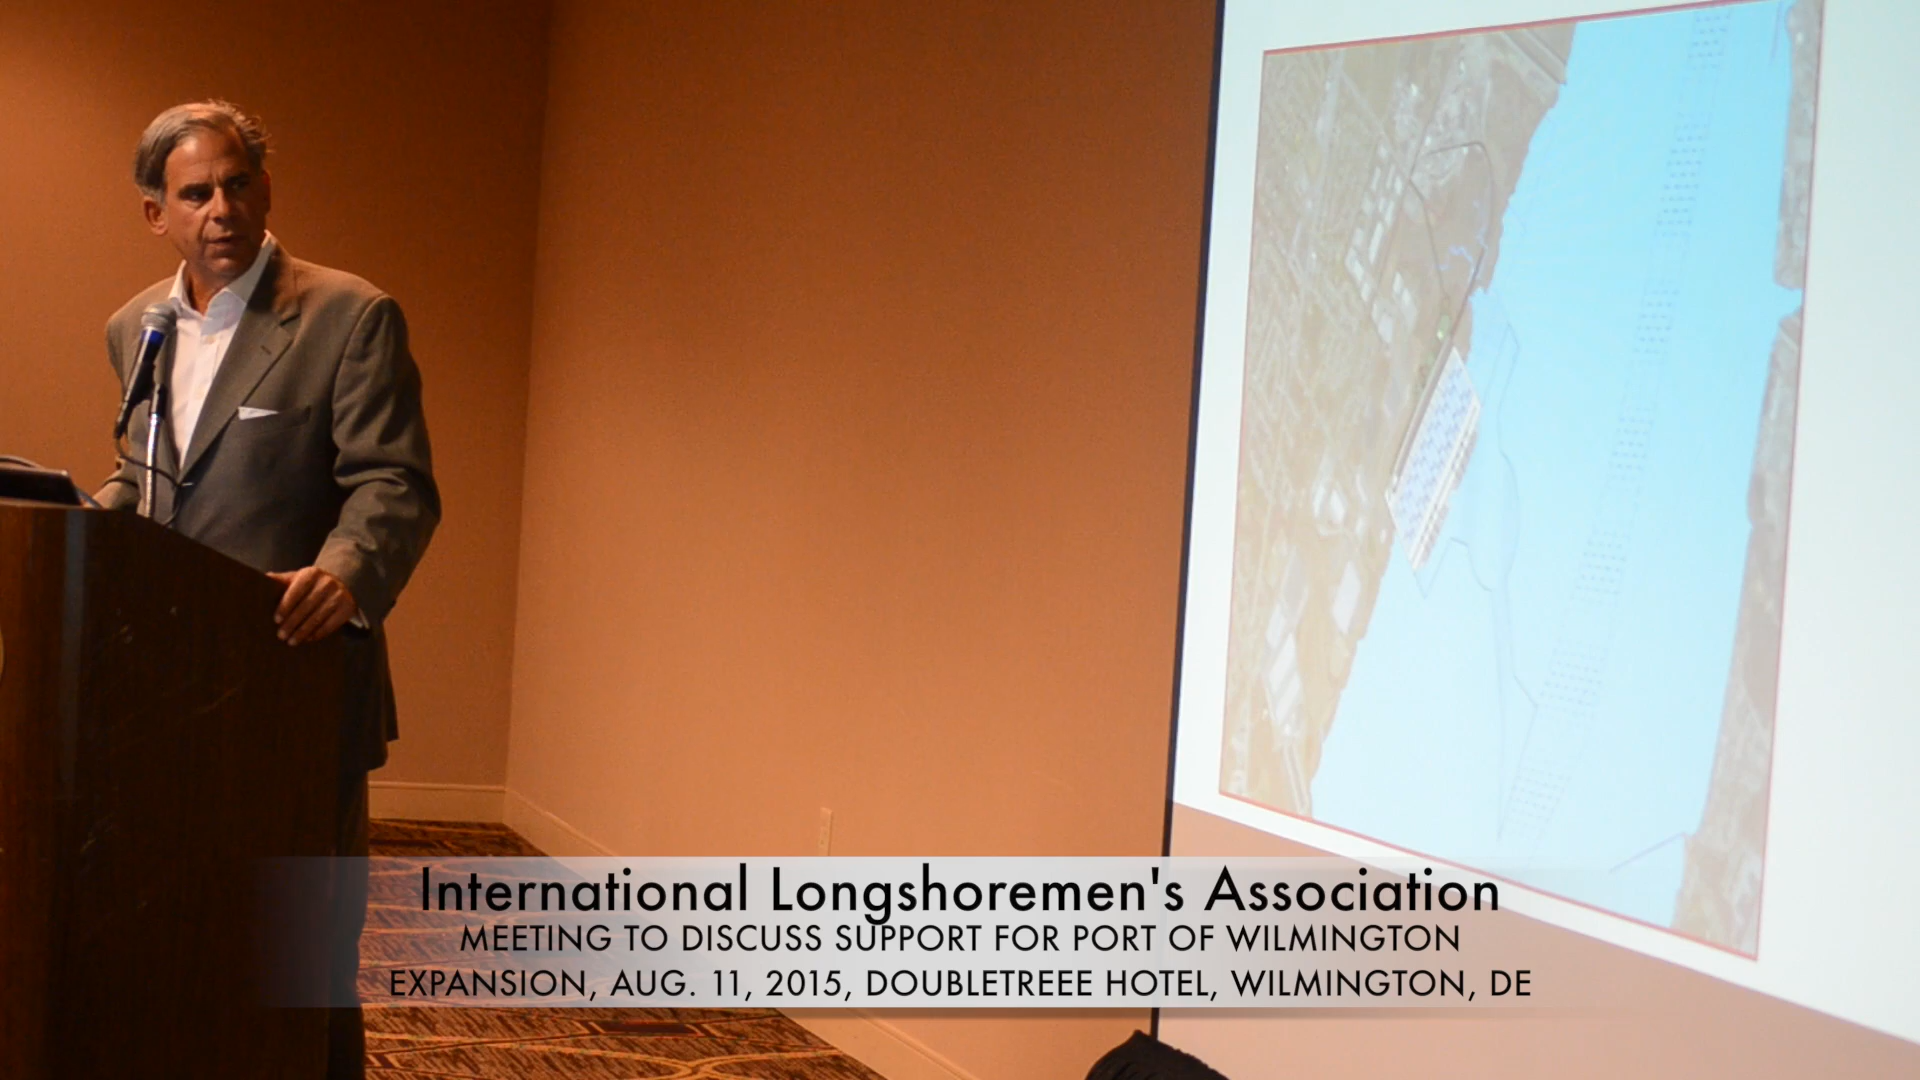 International Longshoremen's Association
MEETING TO DISCUSS SUPPORT FOR PORT OF WILMINGTON
EXPANSION, AUG. 11, 2015, DOUBLETREEE HOTEL, WILMINGTON, DE